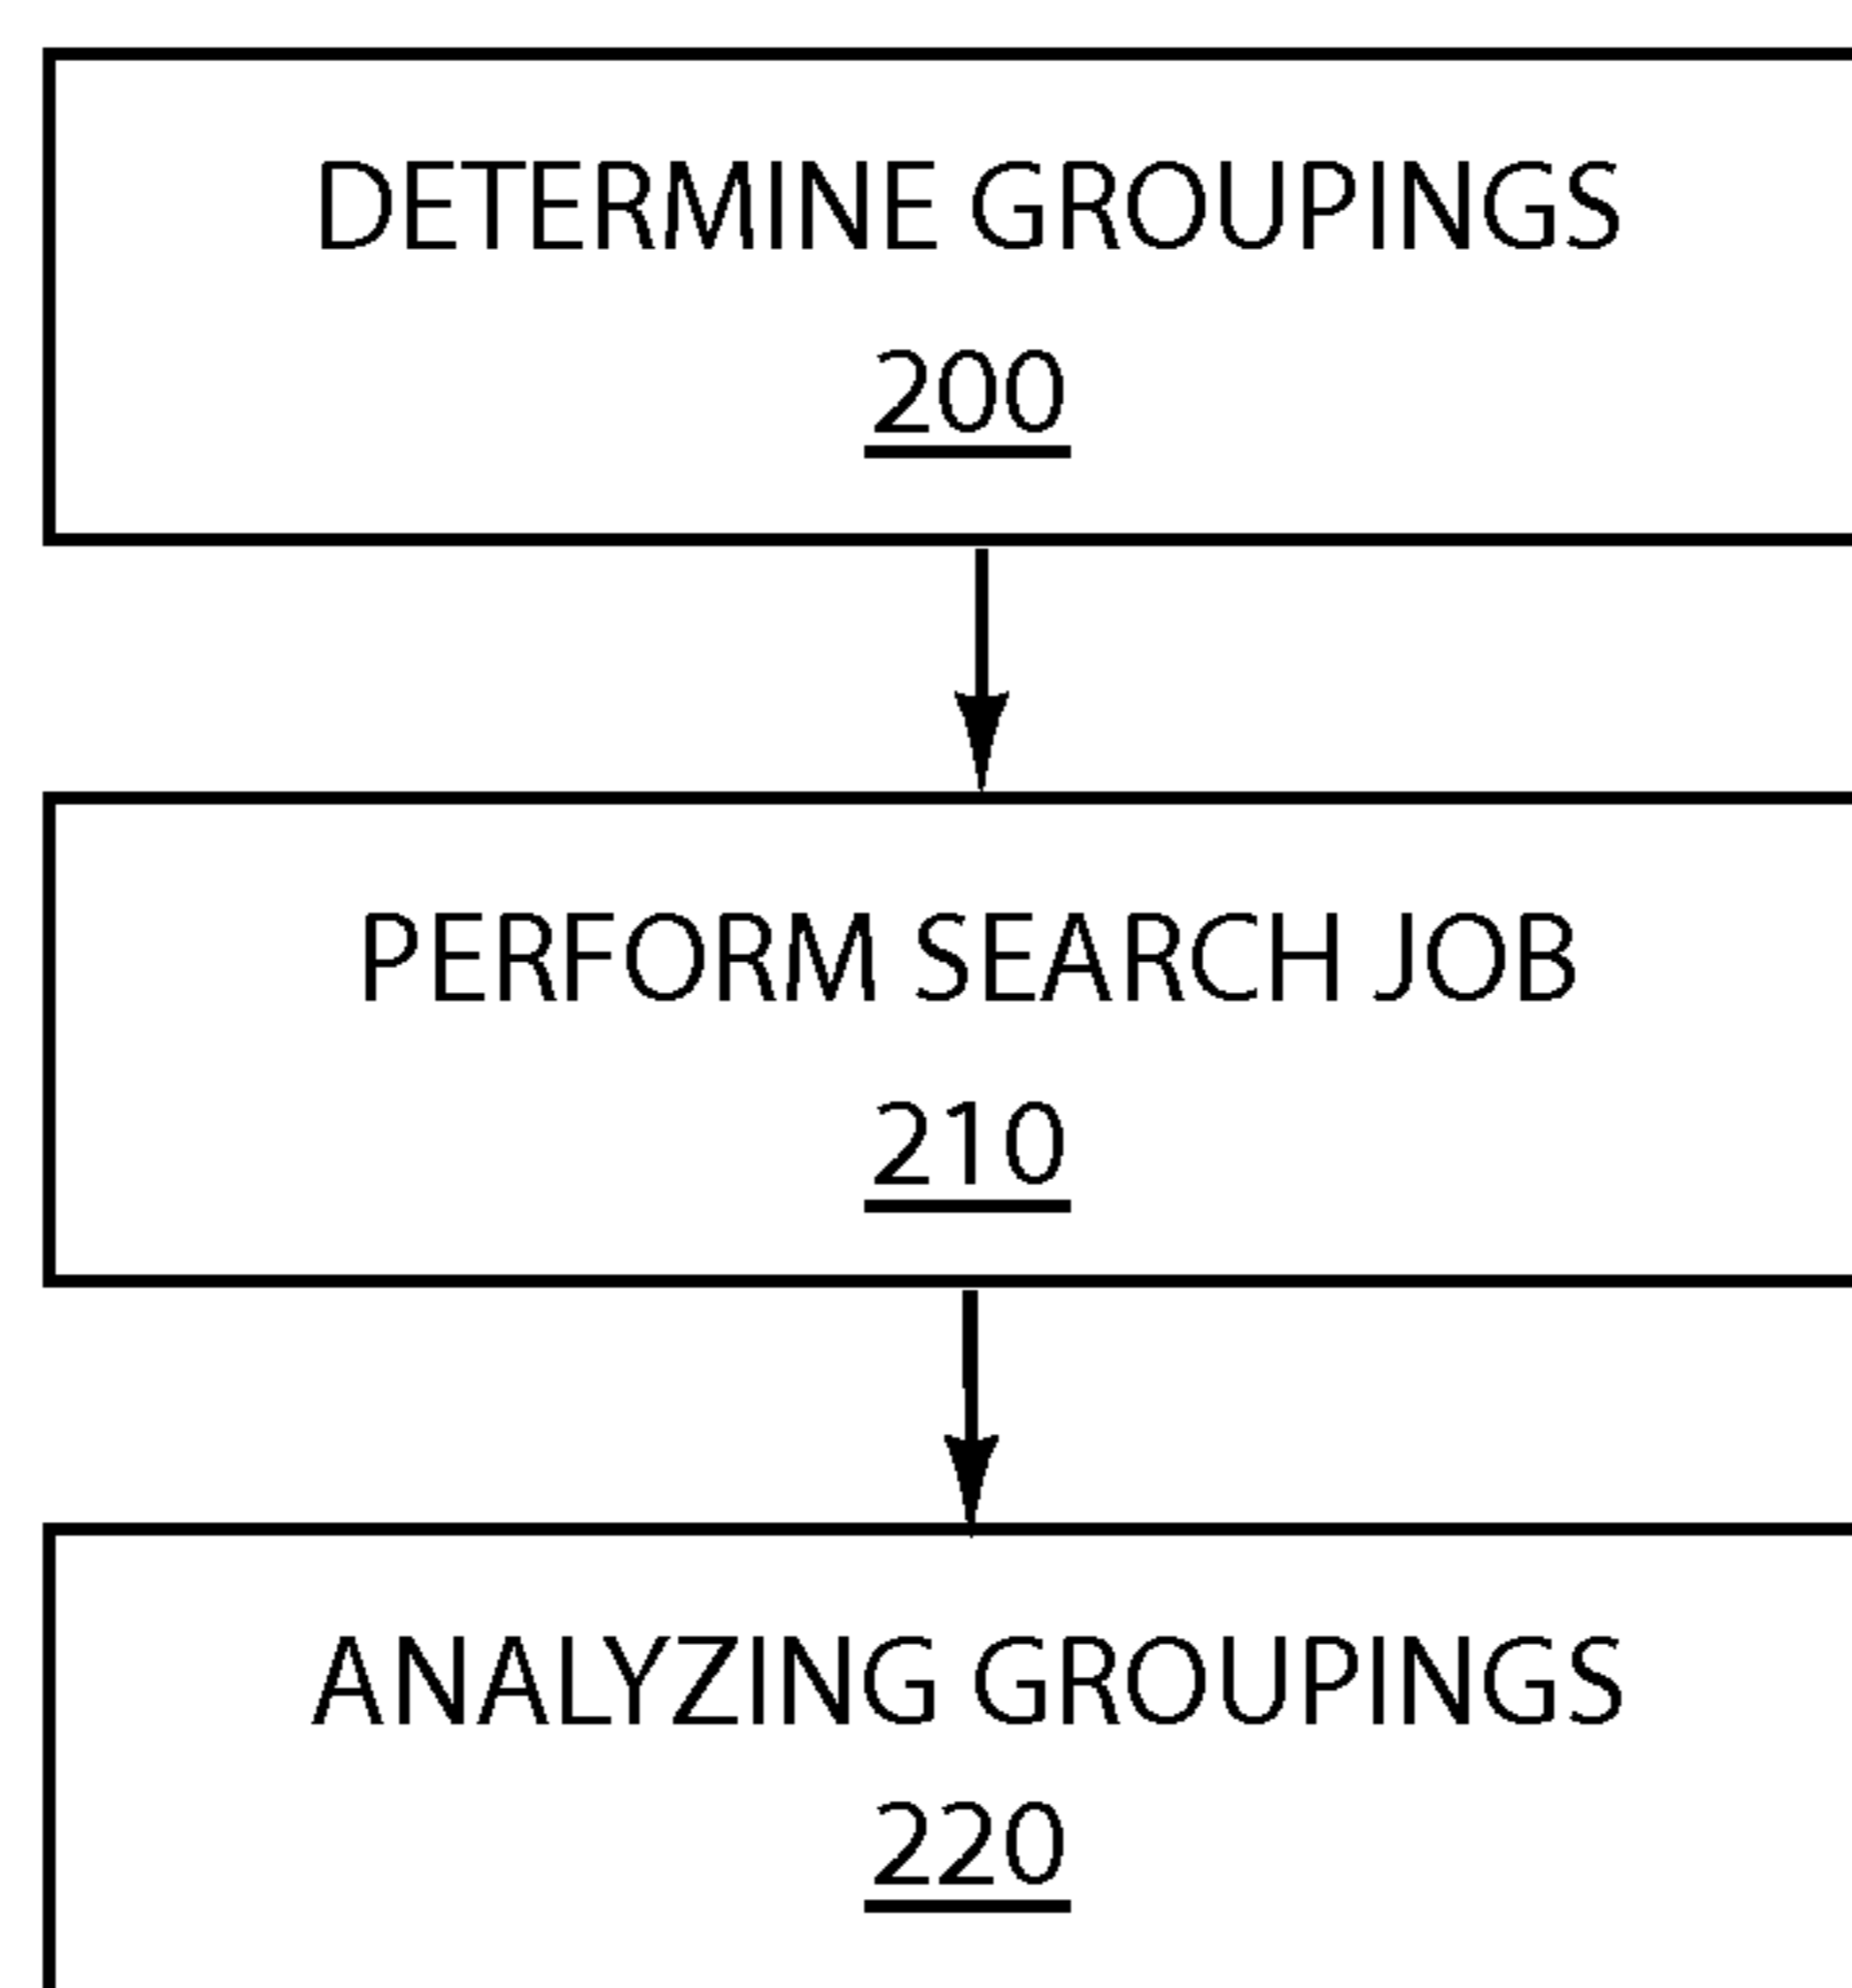 DETERMINE GROUPINGS
200
PERFORM SEARCH JOB
210
ANALYZING GROUPINGS
220